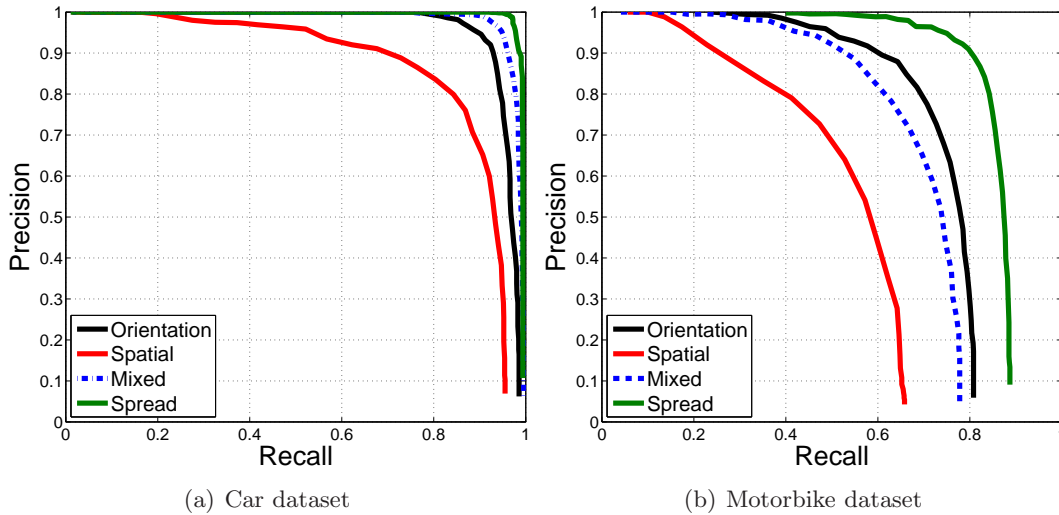 1
0.9
0.8
0.7
0.6
0.5
0.4
0.3
0.2
0.1
0
Precision
Orientation
Spatial
Mixed
Spread
0 0.2 0.4 0.6 0.8 1
Recall
(a) Car dataset
1
0.9
0.8
0.7
0.6
0.5
0.4
0.3
0.2
0.1
0
Precision
Orientation
Spatial
Mixed
Spread
0 0.2 0.4 0.6 0.8
Recall
(b) Motorbike dataset